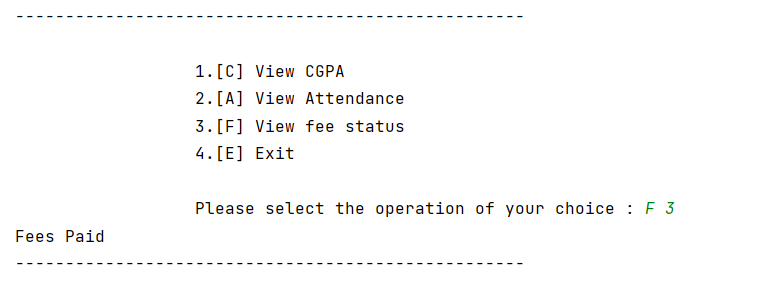 ---------------------------------------------------
1.[C] View CGPA
2.[A] View Attendance
3.[F] View fee status
4.[E] Exit
Please select the operation of your choice : F 3
Fees Paid
---------------------------------------------------